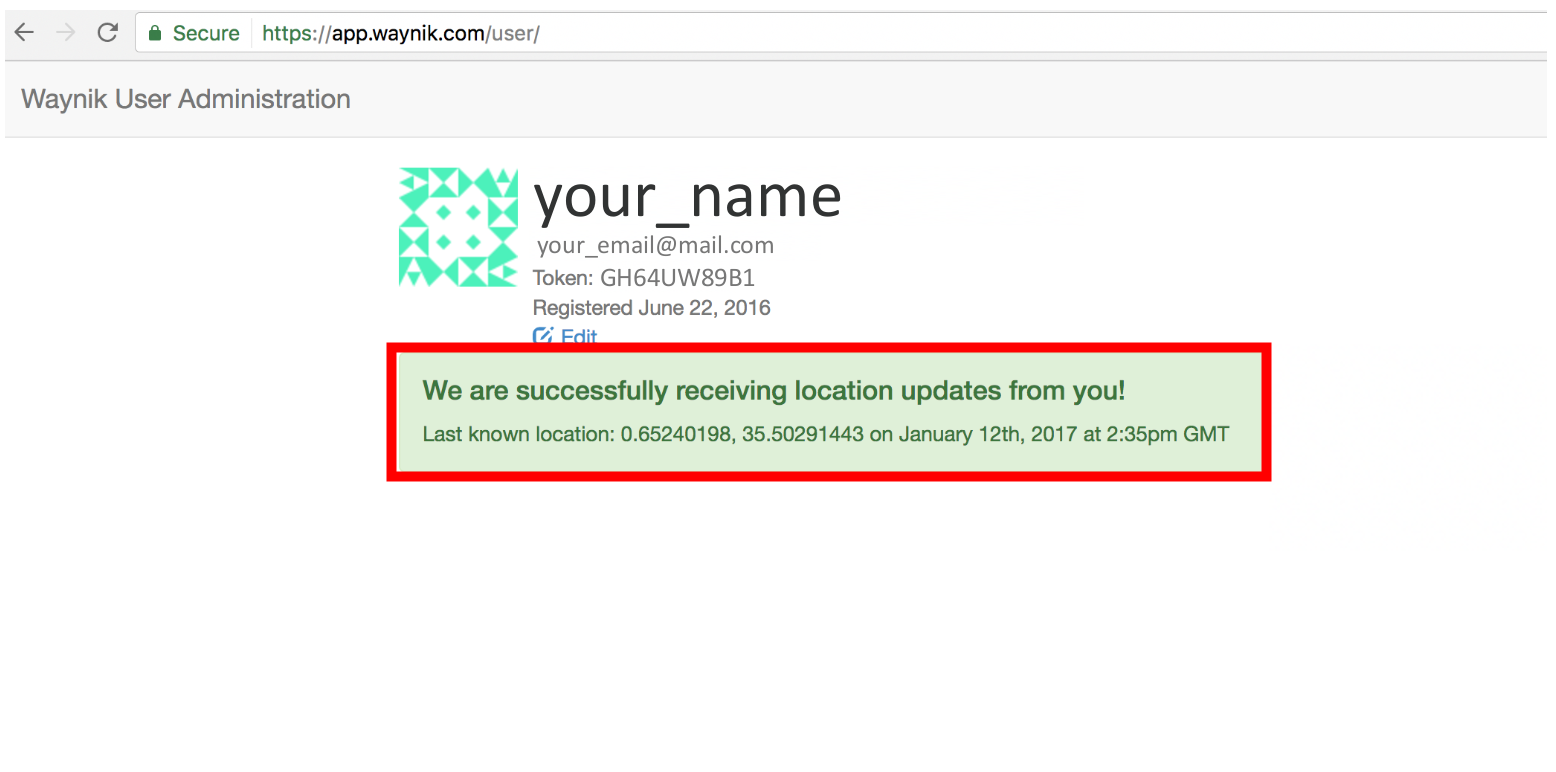 Secure https://app.waynik.com/user/
Waynik User Administration
your_name
your_email@mail.com
Token: GH64UW89B1
Registered June 22, 2016
Edit
We are successfully receiving location updates from you!
Last known location: 0.65240198, 35.50291443 on January 12th, 2017 at 2:35pm GMT